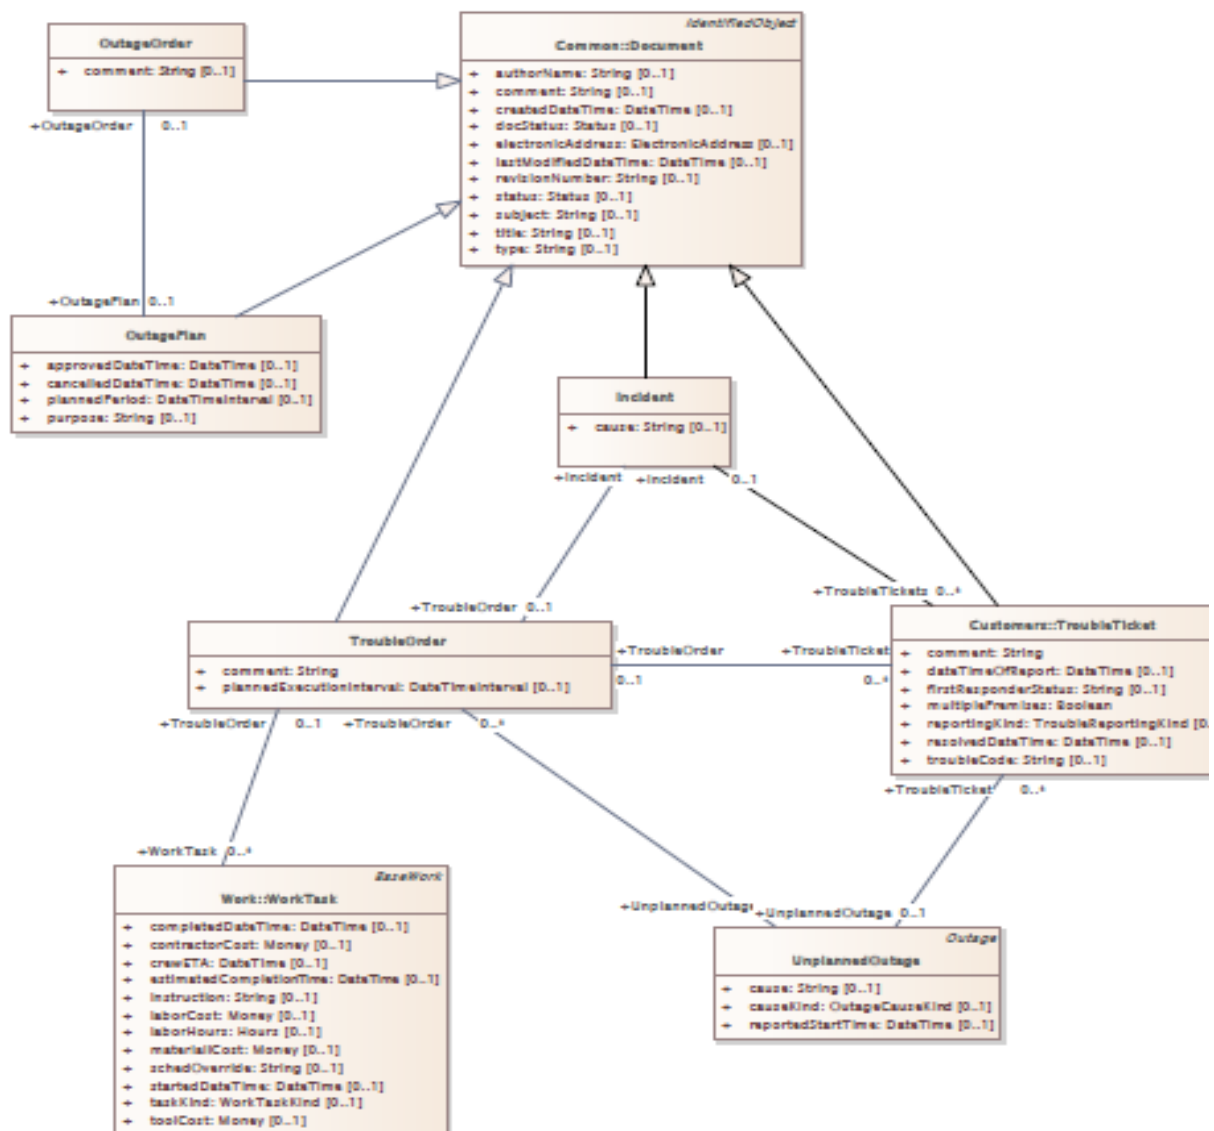 OutageOrder
+ comment: String [0..1]
+OutageOrder 0..1
IdentifiedObject
Common::Document
+ authorName: String [0..1]
+ comment: String [0..1]
+ createdDateTime: DateTime [0..1]
+ docStatus: Status [0..1]
+ electronicAddress: ElectronicAddress [0..1]
+ lastModifiedDateTime: DateTime [0..1]
+ revisionNumber: String [0..1]
+ status: Status [0..1]
+ subject: String [0..1]
+ title: String [0..1]
+ type: String [0..1]
+OutagePlan 0..1
OutagePlan
+ approvedDateTime: DateTime [0..1]
+ cancelledDateTime: DateTime [0..1]
+ plannedPeriod: DateTimeInterval [0..1]
+ purpose: String [0..1]
Incident
+ cause: String [0..1]
+Incident
+Incident 0..1
+TroubleOrder 0..1
+TroubleTickets 0..*
TroubleOrder
+ comment: String
+ plannedExecutionInterval: DateTimeInterval [0..1]
+TroubleOrder
0..1
+TroubleTicket
0..*
Customers::TroubleTicket
+ comment: String
+ dateTimeOfReport: DateTime [0..1]
+ firstResponderStatus: String [0..1]
+ multiplePremises: Boolean
+ reportingKind: TroubleReportingKind [0..
+ resolvedDateTime: DateTime [0..1]
+ troubleCode: String [0..1]
+TroubleOrder 0..1
+TroubleOrder 0..*
+TroubleTicket 0..*
+WorkTask 0..*
BaseWork
Work::WorkTask
+ completedDateTime: DateTime [0..1]
+ contractorCost: Money [0..1]
+ crewETA: DateTime [0..1]
+ estimatedCompletionTime: DateTime [0..1]
+ instruction: String [0..1]
+ laborCost: Money [0..1]
+ laborHours: Hours [0..1]
+ materialCost: Money [0..1]
+ schedOverride: String [0..1]
+ startedDateTime: DateTime [0..1]
+ taskKind: WorkTaskKind [0..1]
+ toolCost: Money [0..1]
+UnplannedOutage
+UnplannedOutage 0..1
Outage
UnplannedOutage
+ cause: String [0..1]
+ causeKind: OutageCauseKind [0..1]
+ reportedStartTime: DateTime [0..1]